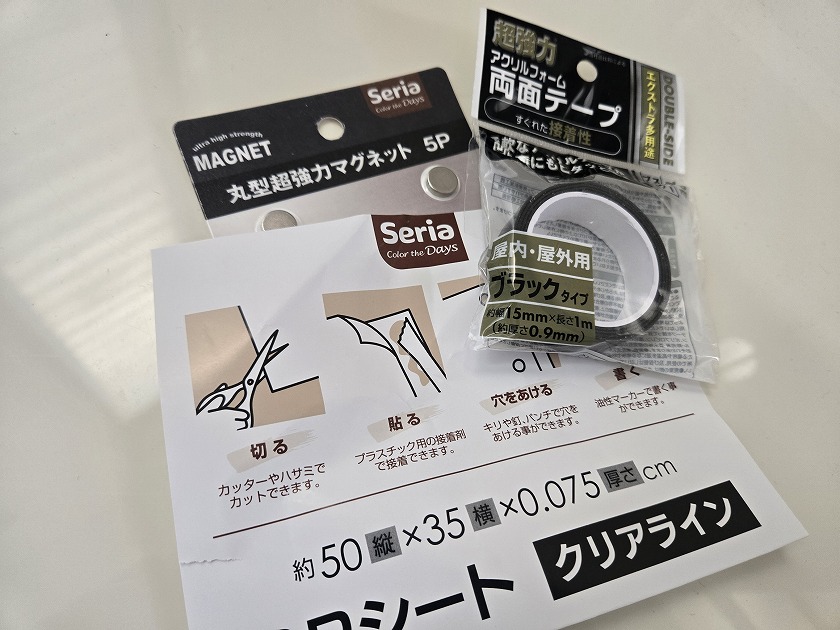 Seria
Color the Days
ultra high strength
MAGNET
丸型超強力マグネット 5P
超強力
アクリルフォーム
両面テープ
すぐれた接着性
DOUBLE-SIDE
エクストラ多用途
屋内・屋外用
ブラックタイプ
約幅15mm×長さ1m
(約厚さ0.9mm)
Seria
Color the Days
切る
カッターやハサミで
カットできます。
貼る
プラスチック用の接着剤
で接着できます。
穴をあける
キリや釘、パンチで穴を
あける事ができます。
書く
油性マーカーで書く事
ができます。
約50縦×35横×0.075厚さcm
シート クリアライン